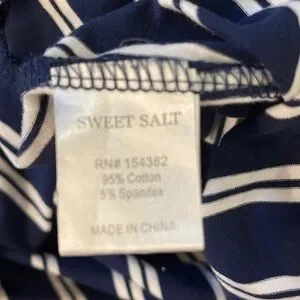 SWEET SALT
RN# 154382
95% Cotton
5% Spandex
MADE IN CHINA